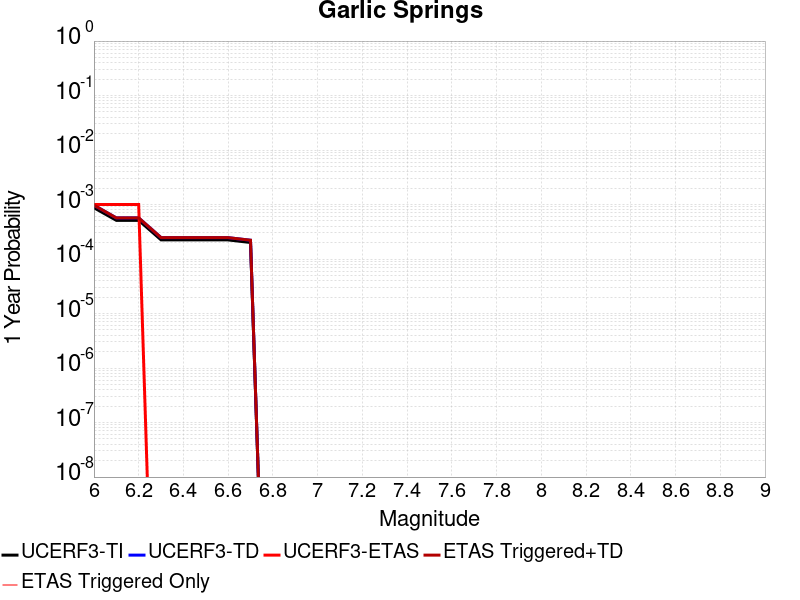 Garlic Springs
1 Year Probability
10^0
10^-1
10^-2
10^-3
10^-4
10^-5
10^-6
10^-7
10^-8
6 6.2 6.4 6.6 6.8 7 7.2 7.4 7.6 7.8 8 8.2 8.4 8.6 8.8 9
Magnitude
UCERF3-TI UCERF3-TD UCERF3-ETAS ETAS Triggered+TD
ETAS Triggered Only